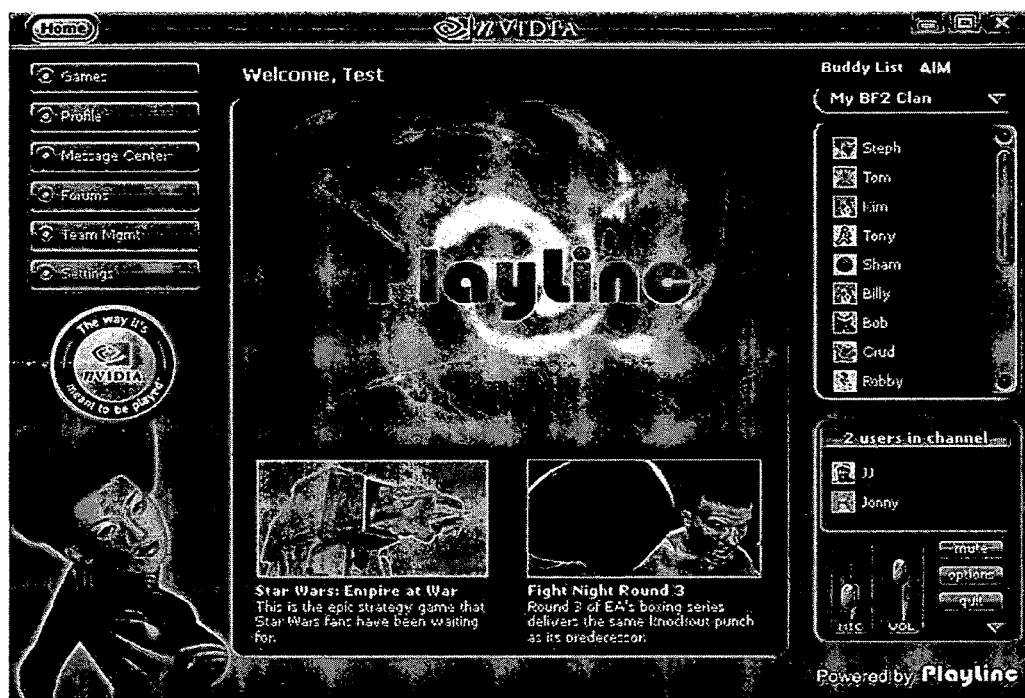 Home
nVIDIA
Games
Profile
Message Center
Forums
Team Mgmt
Settings
The way it's
nVIDIA
meant to be played
Welcome, Test
PlayLinc
Star Wars: Empire at War
This is the epic strategy game that
Star Wars fans have been waiting
for.
Fight Night Round 3
Round 3 of EA's boxing series
delivers the same knockout punch
as its predecessor.
Buddy List AIM
My BF2 Clan
Steph
Tom
Kim
Tony
Sham
Billy
Bob
Crud
Robby
2 users in channel
JJ
Jonny
mute
options
quit
MIC VOL
Powered by PlayLinc